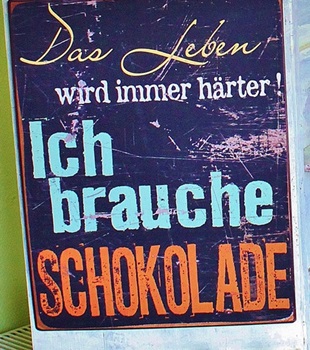 Das Leben
wird immer härter!
Ich
brauche
SCHOKOLADE